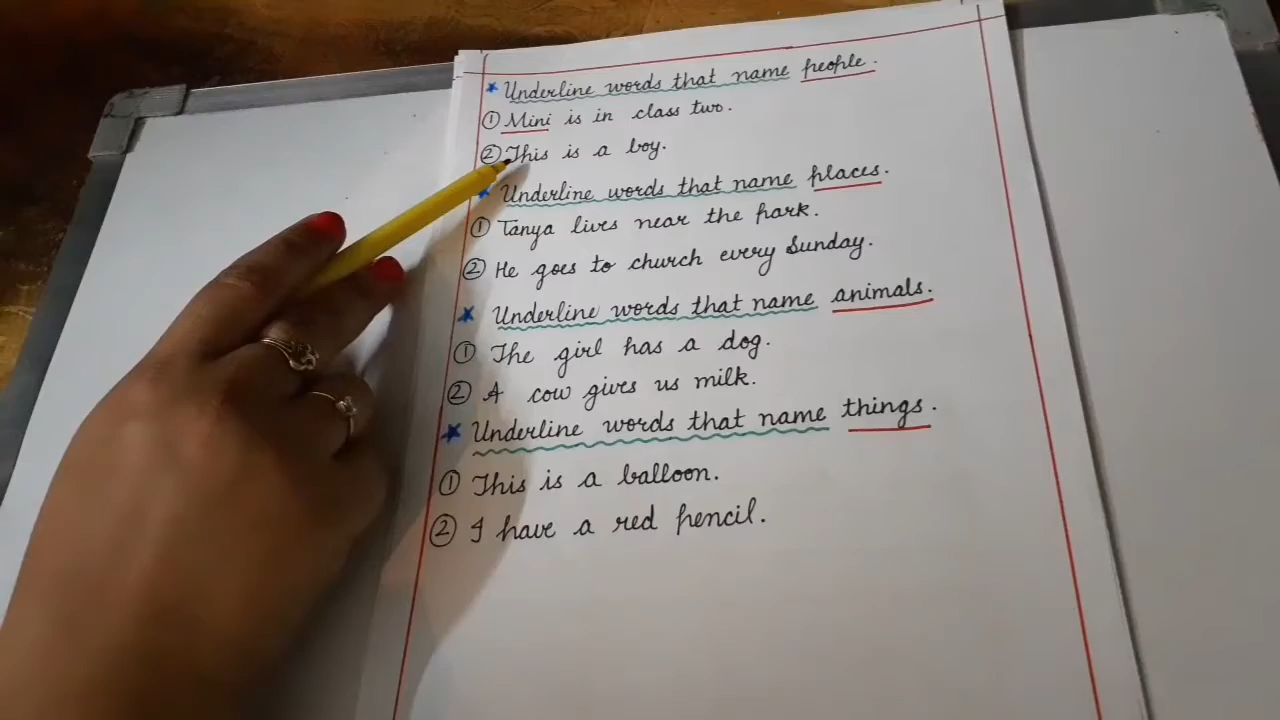 ★ Underline words that name people.
① Mini is in class two.
② This is a boy.
★ Underline words that name places.
① Tanya lives near the park.
② He goes to church every Sunday.
★ Underline words that name animals.
① The girl has a dog.
② A cow gives us milk.
★ Underline words that name things.
① This is a balloon.
② I have a red pencil.